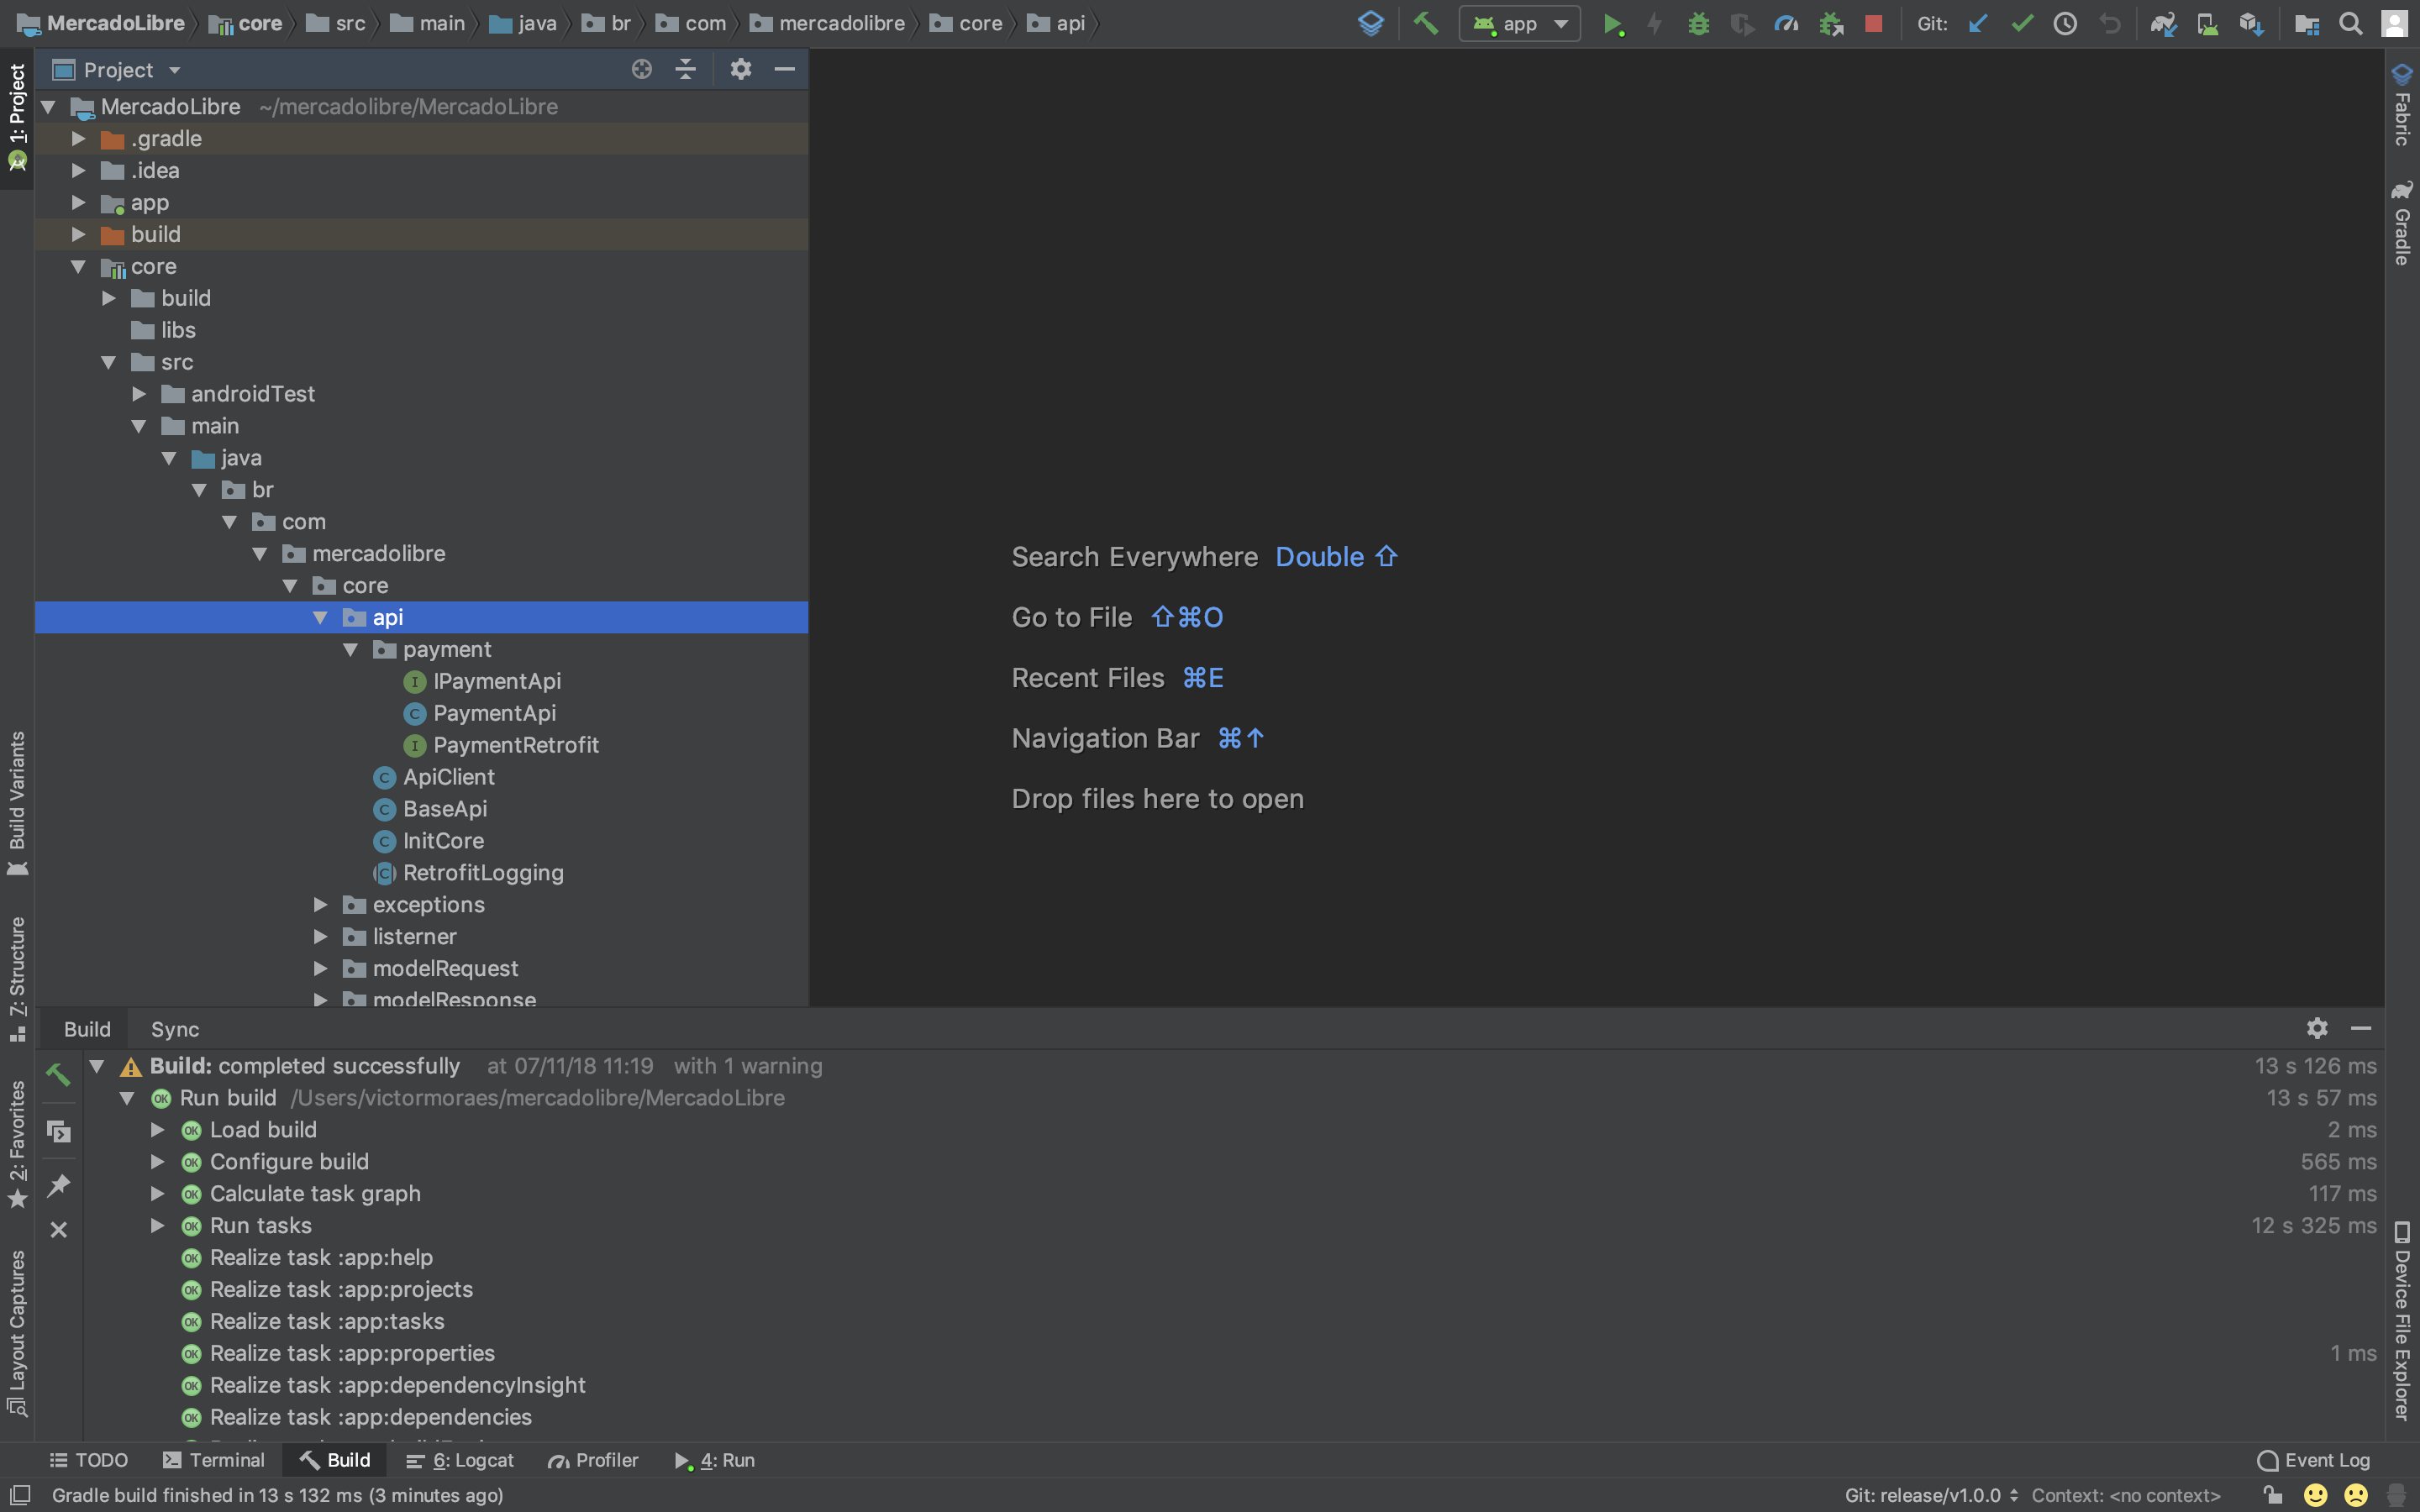 MercadoLibre core src main java br com mercadolibre core api
app
Git:
Project
MercadoLibre ~/mercadolibre/MercadoLibre
.gradle
.idea
app
build
core
build
libs
src
androidTest
main
java
br
com
mercadolibre
core
api
payment
IPaymentApi
PaymentApi
PaymentRetrofit
ApiClient
BaseApi
InitCore
RetrofitLogging
exceptions
listerner
modelRequest
modelResponse
1: Project
Build Variants
7: Structure
2: Favorites
Layout Captures
Search Everywhere Double ⇧
Go to File ⇧⌘O
Recent Files ⌘E
Navigation Bar ⌘↑
Drop files here to open
Fabric
Gradle
Device File Explorer
Build Sync
Build: completed successfully at 07/11/18 11:19 with 1 warning 13 s 126 ms
Run build /Users/victormoraes/mercadolibre/MercadoLibre 13 s 57 ms
Load build 2 ms
Configure build 565 ms
Calculate task graph 117 ms
Run tasks 12 s 325 ms
Realize task :app:help
Realize task :app:projects
Realize task :app:tasks
Realize task :app:properties 1 ms
Realize task :app:dependencyInsight
Realize task :app:dependencies
TODO Terminal Build 6: Logcat Profiler 4: Run Event Log
Gradle build finished in 13 s 132 ms (3 minutes ago) Git: release/v1.0.0 Context: <no context>